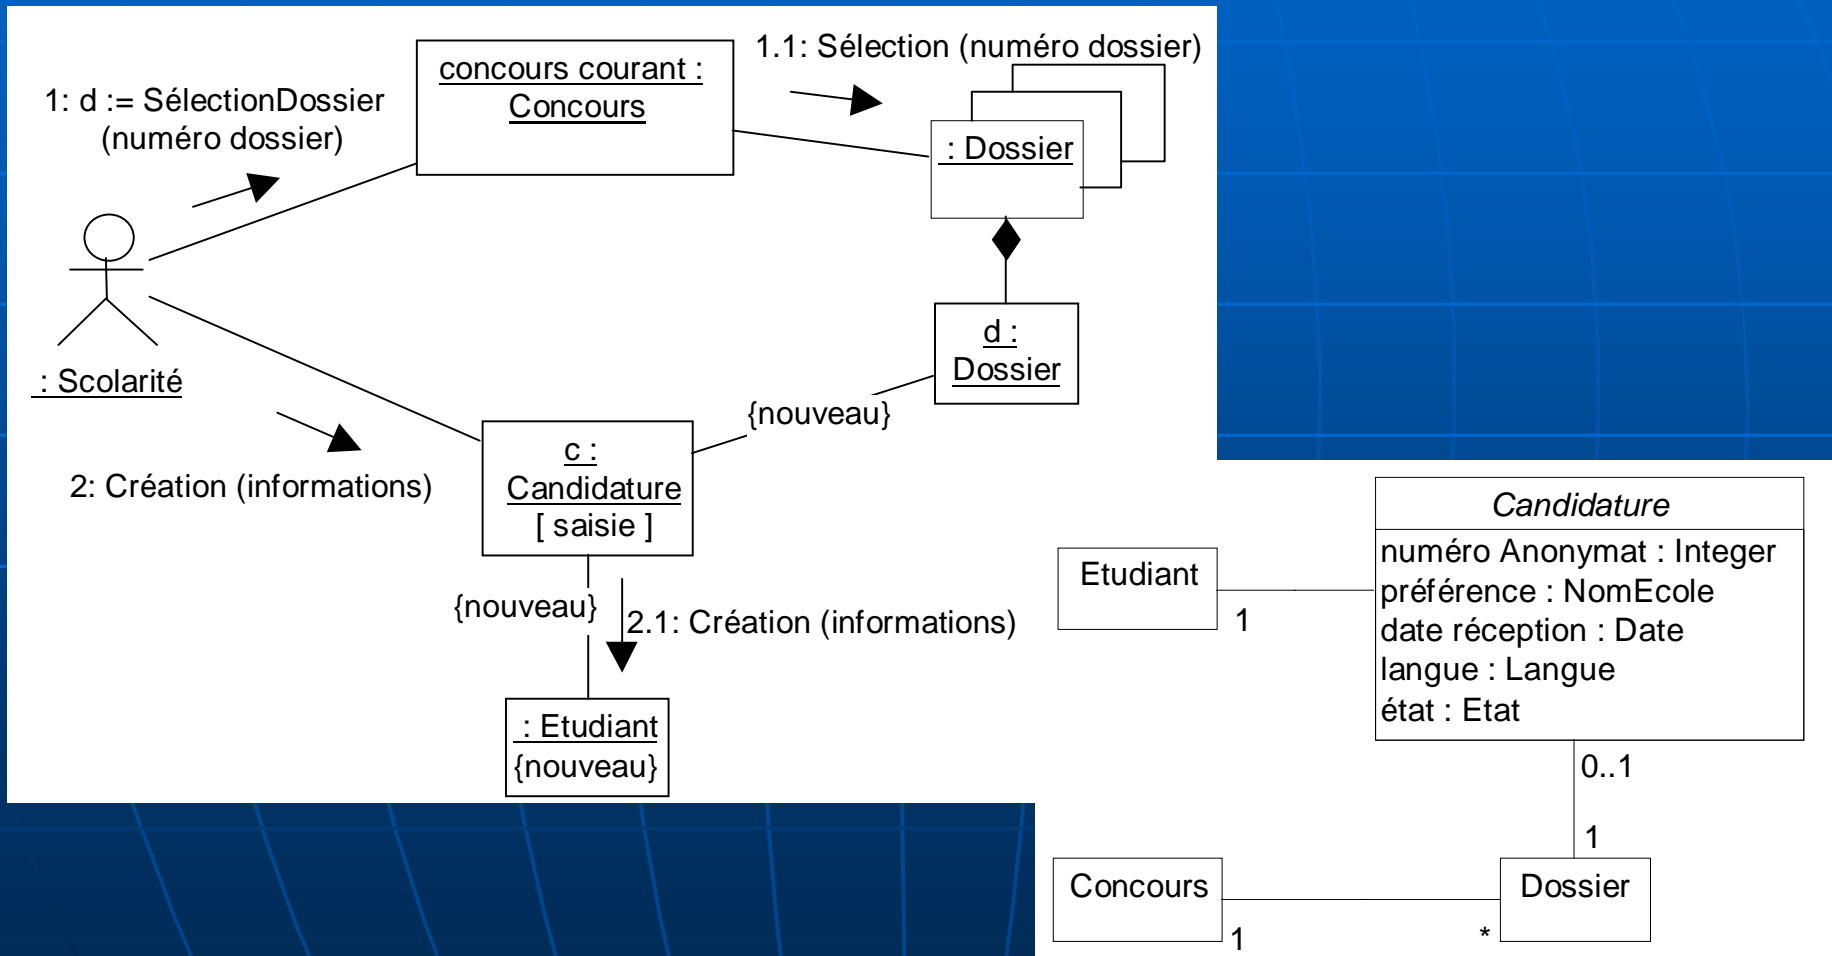 1.1: Sélection (numéro dossier)
concours courant :
Concours
1: d := SélectionDossier
(numéro dossier)
: Dossier
d :
Dossier
: Scolarité
{nouveau}
c :
Candidature
[ saisie ]
2: Création (informations)
{nouveau}
2.1: Création (informations)
: Etudiant
{nouveau}
Candidature
numéro Anonymat : Integer
préférence : NomEcole
date réception : Date
langue : Langue
état : Etat
Etudiant
1
0..1
1
Concours
Dossier
1
*